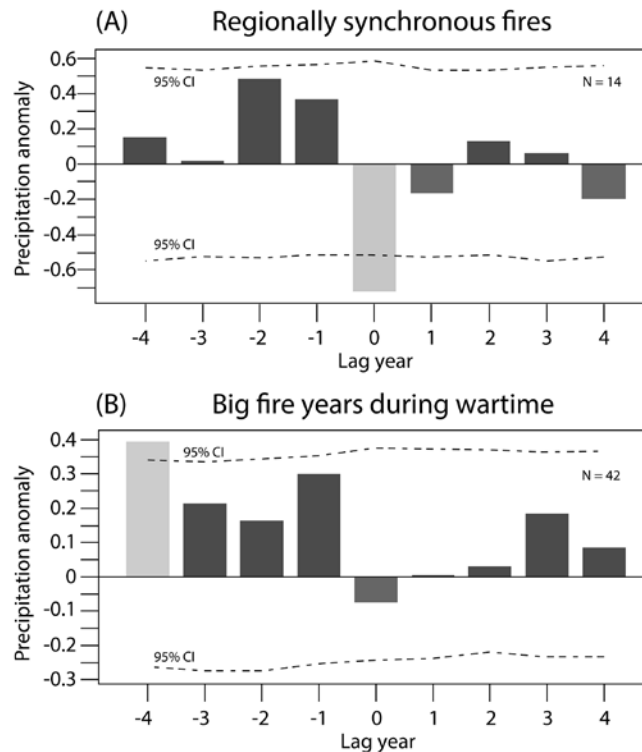 (A) Regionally synchronous fires
Precipitation anomaly
0.6
0.4
0.2
0
-0.2
-0.4
-0.6
95% CI
N = 14
95% CI
-4 -3 -2 -1 0 1 2 3 4
Lag year
(B) Big fire years during wartime
Precipitation anomaly
0.4
0.3
0.2
0.1
0
-0.1
-0.2
-0.3
95% CI
N = 42
95% CI
-4 -3 -2 -1 0 1 2 3 4
Lag year